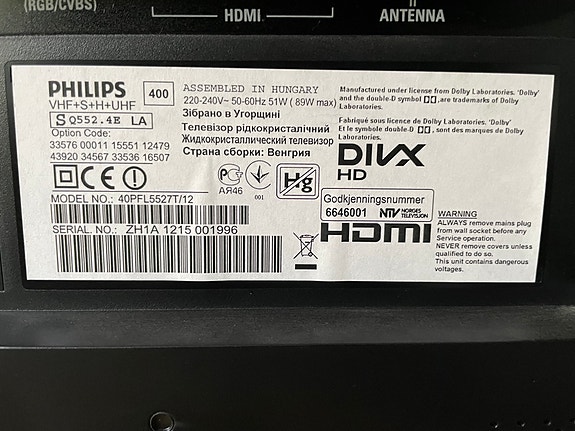 (RGB/CVBS)
HDMI
ANTENNA
PHILIPS
400
VHF+S+H+UHF
S Q552.4E LA
Option Code:
33576 00011 15551 12479
43920 34567 33536 16507
CE
MODEL NO.: 40PFL5527T/12
SERIAL. NO.: ZH1A 1215 001996
ASSEMBLED IN HUNGARY
220-240V~ 50-60Hz 51W ( 89W max)
Зібрано в Угорщині
Телевізор рідкокристалічний
Жидкокристаллический телевизор
Страна сборки: Венгрия
АЯ46
001
Hg
Manufactured under license from Dolby Laboratories. 'Dolby'
and the double-D symbol are trademarks of Dolby
Laboratories.
Fabriqué sous licence de Dolby Laboratories. 'Dolby'
et le symbole double-D , sont des marques de Dolby
Laboratories.
DIVX
HD
Godkjenningsnummer
6646001 NTV NORGES
TELEVISJON
HDMI
WARNING
ALWAYS remove mains plug
from wall socket before any
Service operation.
NEVER remove covers unless
qualified to do so.
This unit contains dangerous
voltages.